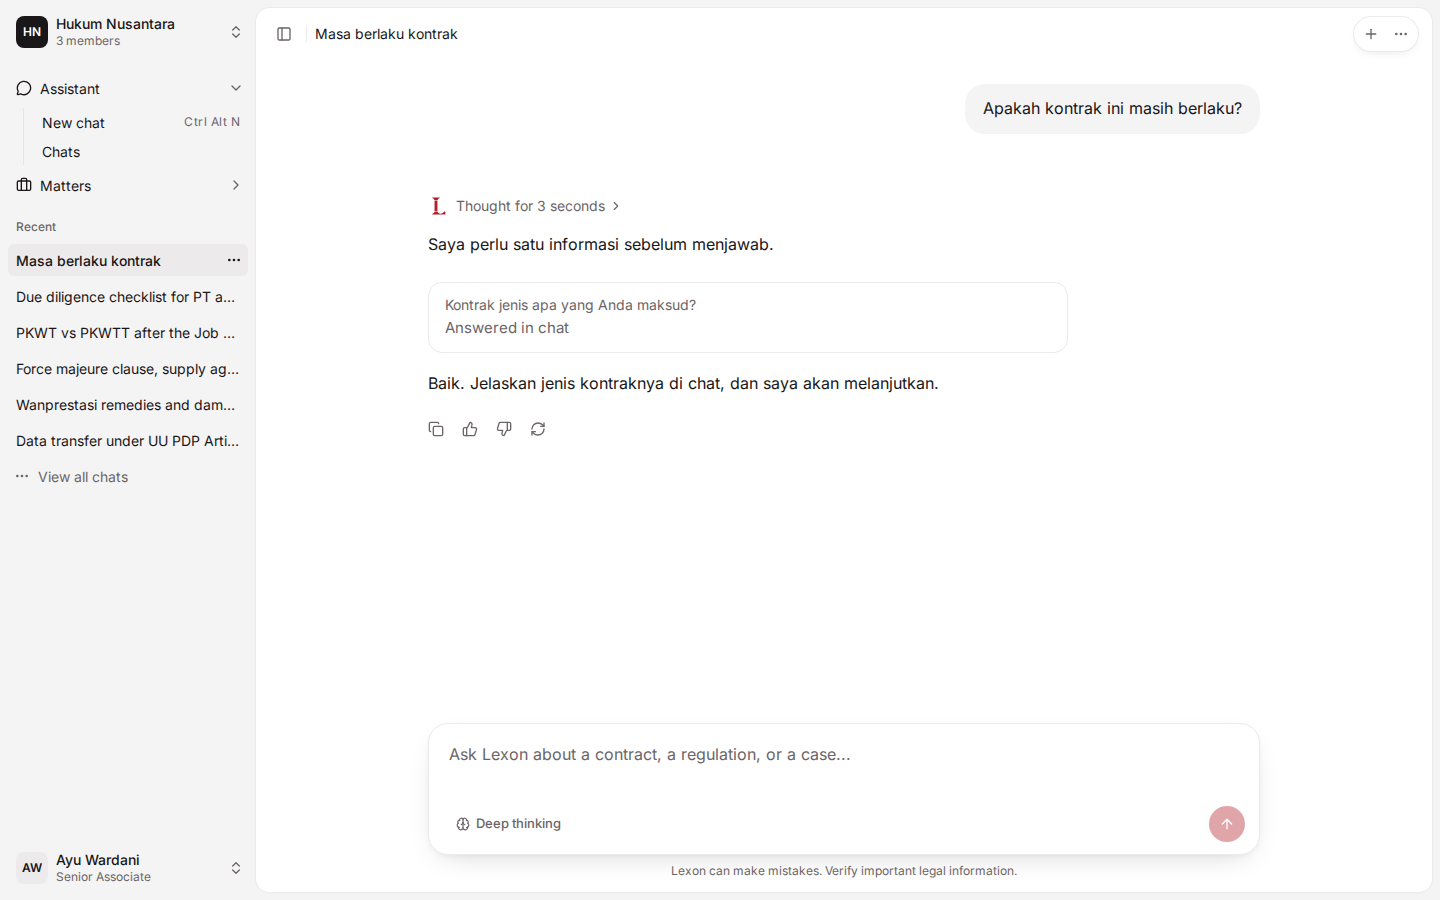 HN
Hukum Nusantara
3 members
Assistant
New chat Ctrl Alt N
Chats
Matters
Recent
Masa berlaku kontrak
Due diligence checklist for PT a...
PKWT vs PKWTT after the Job ...
Force majeure clause, supply ag...
Wanprestasi remedies and dam...
Data transfer under UU PDP Arti...
View all chats
AW
Ayu Wardani
Senior Associate
Masa berlaku kontrak
Apakah kontrak ini masih berlaku?
L Thought for 3 seconds
Saya perlu satu informasi sebelum menjawab.
Kontrak jenis apa yang Anda maksud?
Answered in chat
Baik. Jelaskan jenis kontraknya di chat, dan saya akan melanjutkan.
Ask Lexon about a contract, a regulation, or a case...
Deep thinking
Lexon can make mistakes. Verify important legal information.